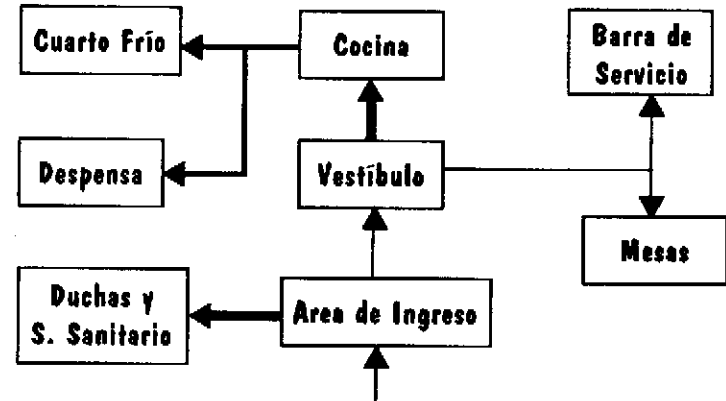 Cuarto Frío
Cocina
Barra de
Servicio
Despensa
Vestíbulo
Mesas
Duchas y
S. Sanitario
Area de Ingreso